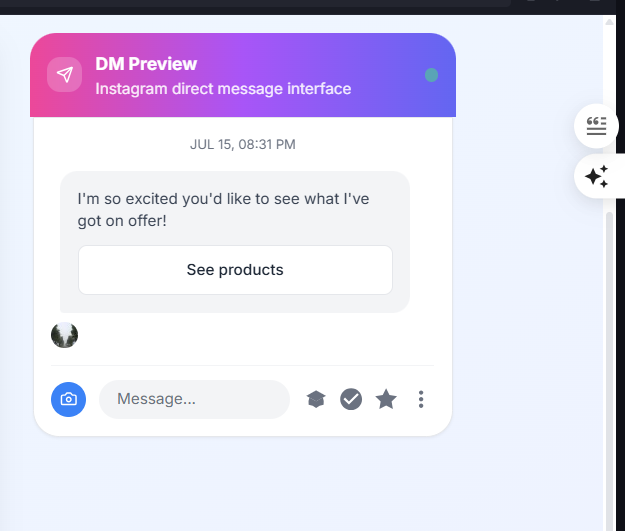 DM Preview
Instagram direct message interface
JUL 15, 08:31 PM
I'm so excited you'd like to see what I've
got on offer!
See products
Message...